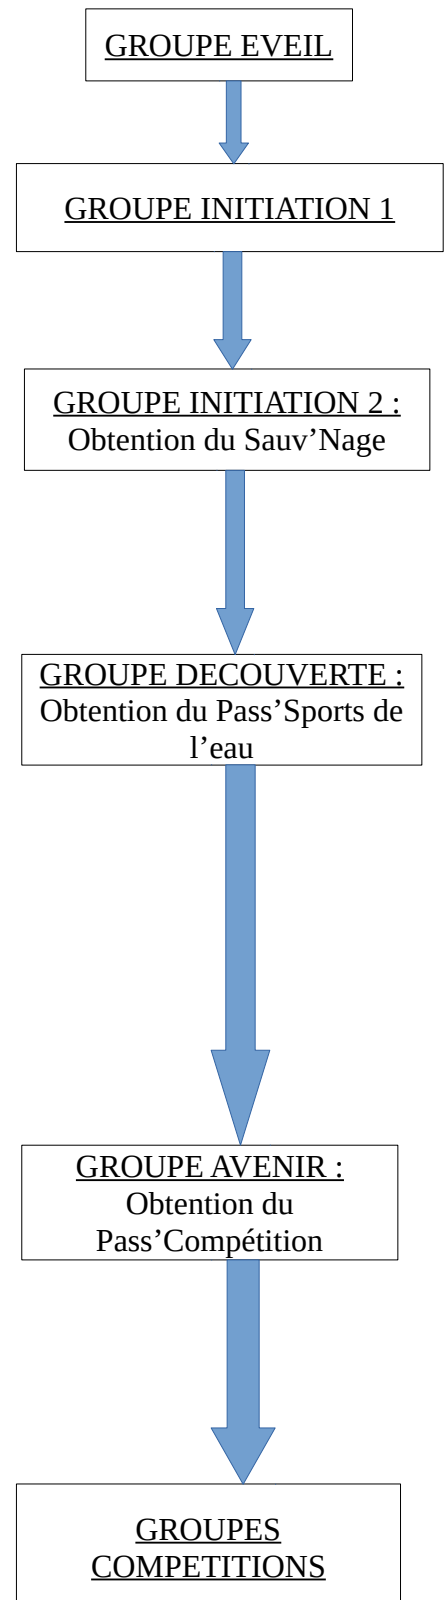 GROUPE EVEIL
GROUPE INITIATION 1
GROUPE INITIATION 2 :
Obtention du Sauv’Nage
GROUPE DECOUVERTE :
Obtention du Pass’Sports de
l’eau
GROUPE AVENIR :
Obtention du
Pass’Compétition
GROUPES
COMPETITIONS